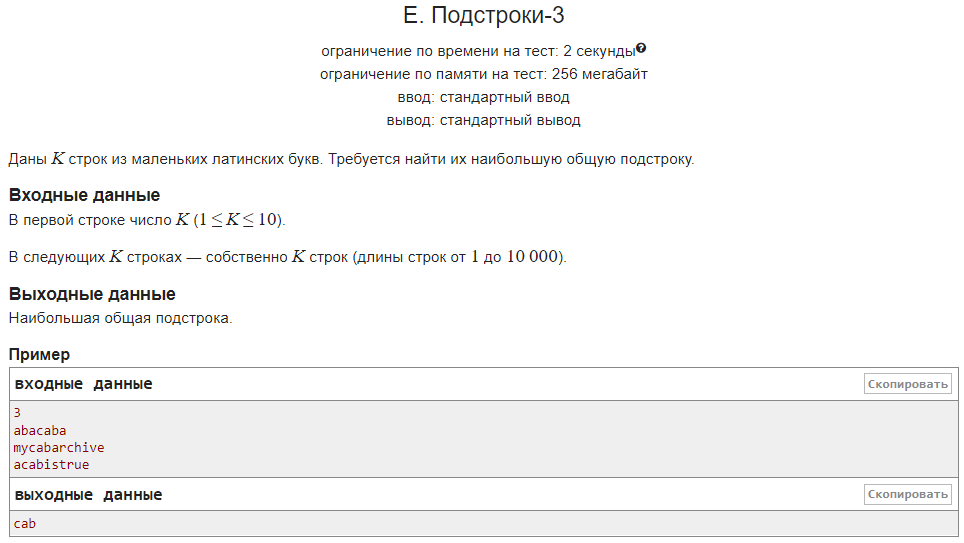 E. Подстроки-3
ограничение по времени на тест: 2 секунды?
ограничение по памяти на тест: 256 мегабайт
ввод: стандартный ввод
вывод: стандартный вывод
Даны K строк из маленьких латинских букв. Требуется найти их наибольшую общую подстроку.
Входные данные
В первой строке число K (1 ≤ K ≤ 10).
В следующих K строках — собственно K строк (длины строк от 1 до 10 000).
Выходные данные
Наибольшая общая подстрока.
Пример
входные данные Скопировать
3
abacaba
mycabarchive
acabistrue
выходные данные Скопировать
cab